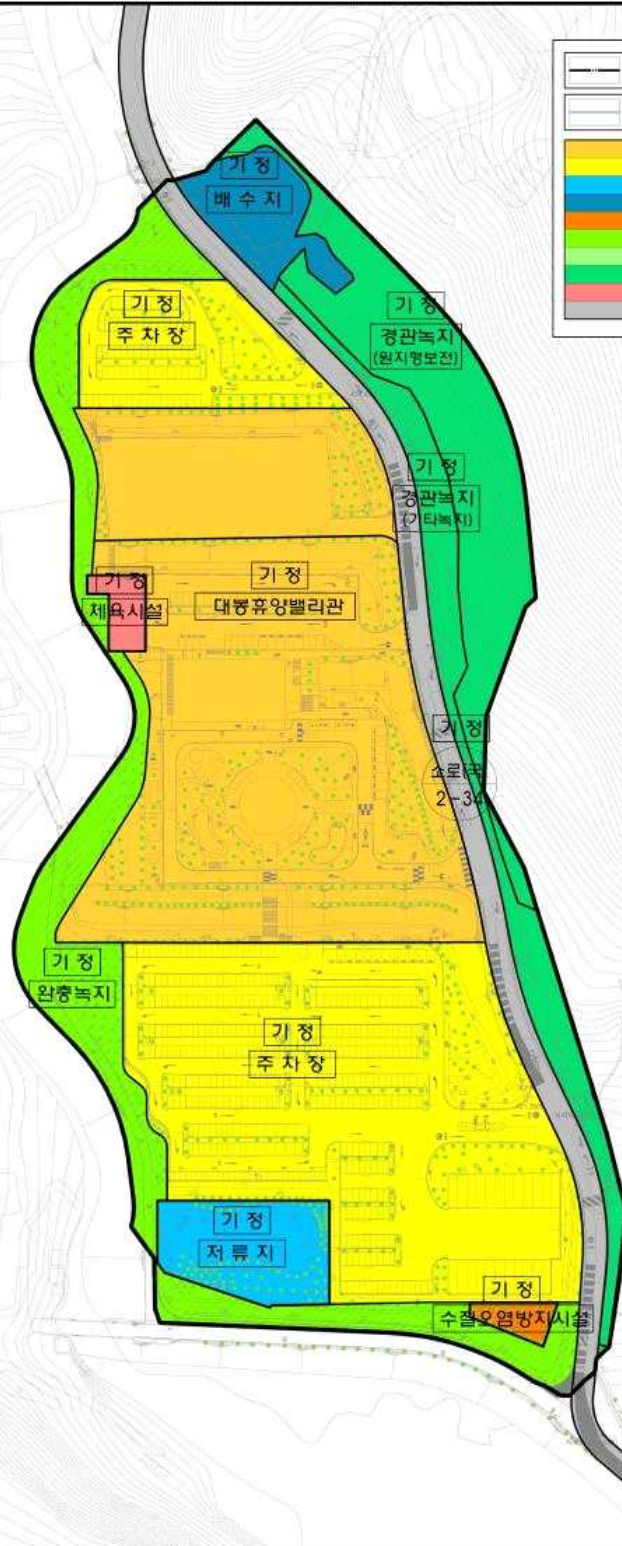 기 정
배 수 지
기 정
주 차 장
기 정
경관녹지
(원지형보전)
기 정
경관녹지
(기타녹지)
기 정
체육시설
기 정
대봉휴양밸리관
기 정
소로
2-34
기 정
완충녹지
기 정
주 차 장
기 정
저 류 지
기 정
수질오염방지시설